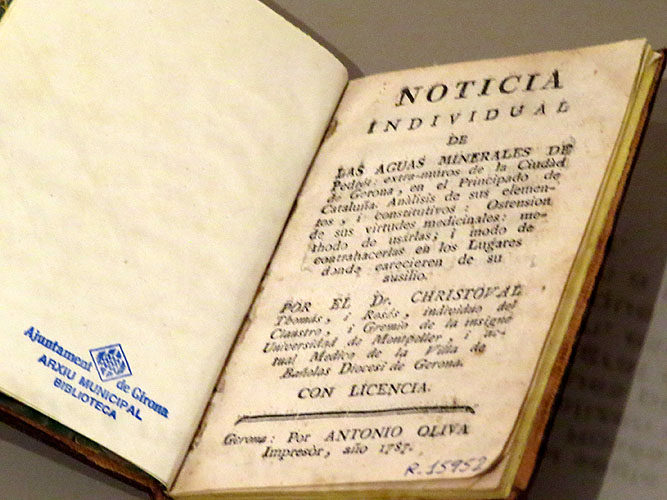 Ajuntament de Girona
ARXIU MUNICIPAL
BIBLIOTECA
NOTICIA
INDIVIDUAL
DE
LAS AGUAS MINERALES DE
Pedret: extra-muros de la Ciudad
de Gerona, en el Principado de
Cataluña. Análisis de sus elemen-
tos, i constitutivos: Ostension
de sus virtudes medicinales: me-
thodo de usarlas; i modo de
contrahacerlas en los Lugares
donde carecieren de su
ausilio.
POR EL Dr. CHRISTOVAL
Thomás, i Rosés, individuo del
Claustro, i Gremio de la insigne
Universidad de Montpeller, i ac-
tual Medico de la Villa de
Bañolas Diocesi de Gerona.
CON LICENCIA.
Gerona: Por ANTONIO OLIVA
Impresòr, año 1787.
R. 15952